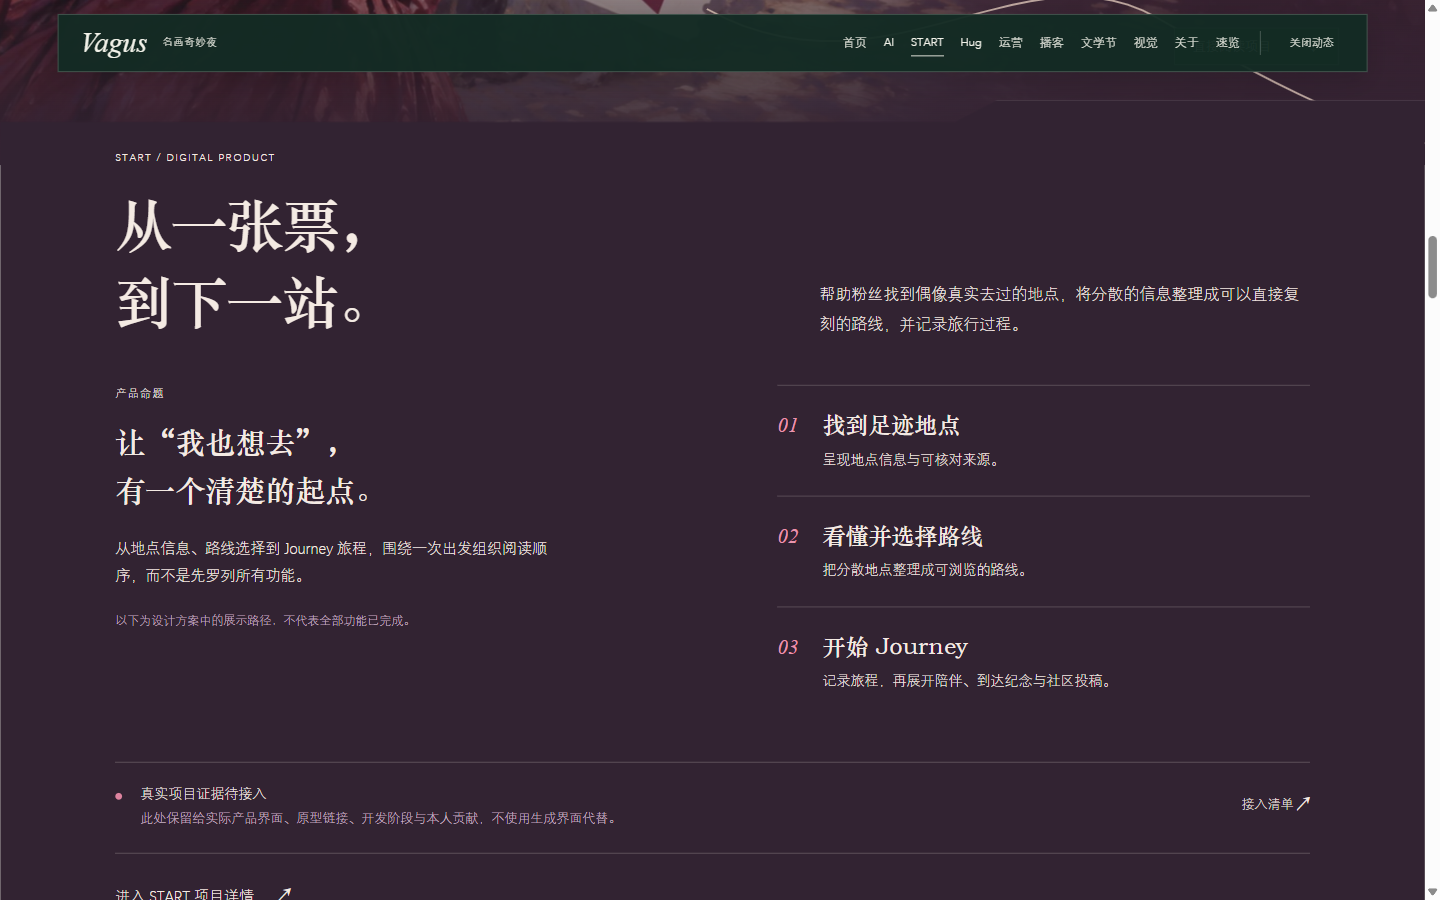 Vagus 名画奇妙夜
首页 AI START Hug 运营 播客 文学节 视觉 关于 速览 关闭动态
START / DIGITAL PRODUCT
从一张票，
到下一站。
帮助粉丝找到偶像真实去过的地点，将分散的信息整理成可以直接复
刻的路线，并记录旅行过程。
产品命题
让“我也想去”，
有一个清楚的起点。
从地点信息、路线选择到 Journey 旅程，围绕一次出发组织阅读顺
序，而不是先罗列所有功能。
以下为设计方案中的展示路径，不代表全部功能已完成。
01 找到足迹地点
呈现地点信息与可核对来源。
02 看懂并选择路线
把分散地点整理成可浏览的路线。
03 开始 Journey
记录旅程，再展开陪伴、到达纪念与社区投稿。
真实项目证据待接入
此处保留给实际产品界面、原型链接、开发阶段与本人贡献，不使用生成界面代替。
接入清单 ↗
进入 START 项目详情 ↗